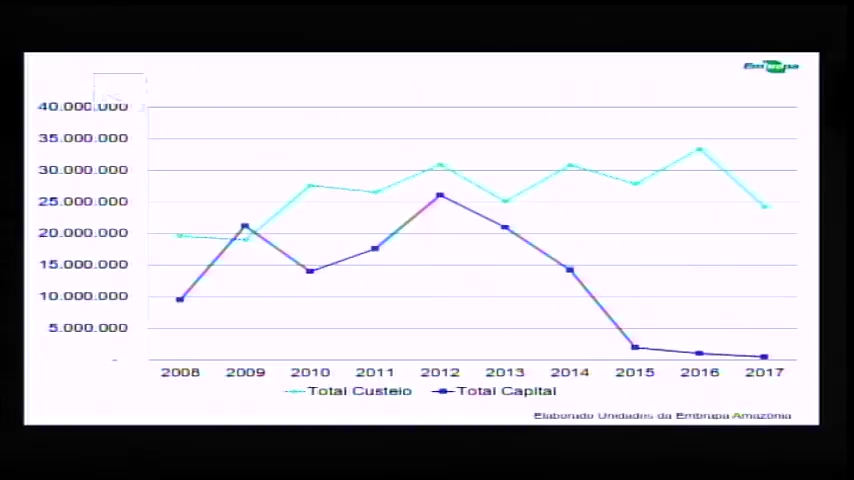 Embrapa
40.000.000
35.000.000
30.000.000
25.000.000
20.000.000
15.000.000
10.000.000
5.000.000
-
2008 2009 2010 2011 2012 2013 2014 2015 2016 2017
Total Custeio Total Capital
Elaborado Unidades da Embrapa Amazônia